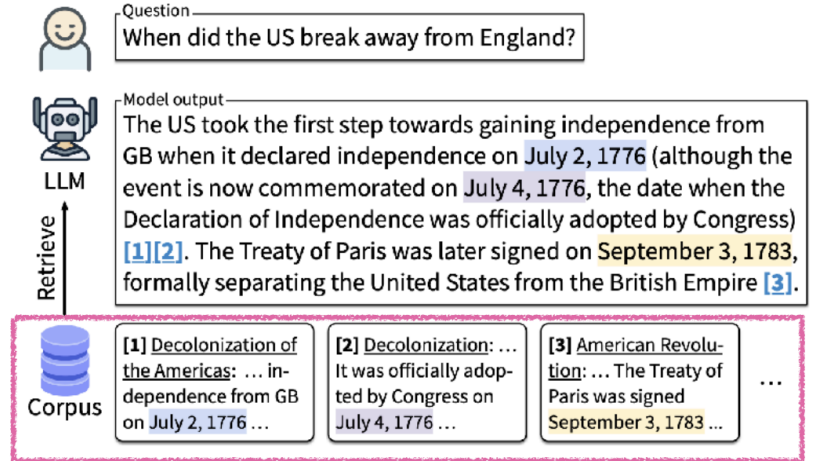 Question
When did the US break away from England?
Model output
The US took the first step towards gaining independence from
GB when it declared independence on July 2, 1776 (although the
event is now commemorated on July 4, 1776, the date when the
Declaration of Independence was officially adopted by Congress)
[1][2]. The Treaty of Paris was later signed on September 3, 1783,
formally separating the United States from the British Empire [3].
LLM
Retrieve
Corpus
[1] Decolonization of
the Americas: ... in-
dependence from GB
on July 2, 1776 ...
[2] Decolonization: ...
It was officially adop-
ted by Congress on
July 4, 1776 ...
[3] American Revolu-
tion: ... The Treaty of
Paris was signed
September 3, 1783 ...
...